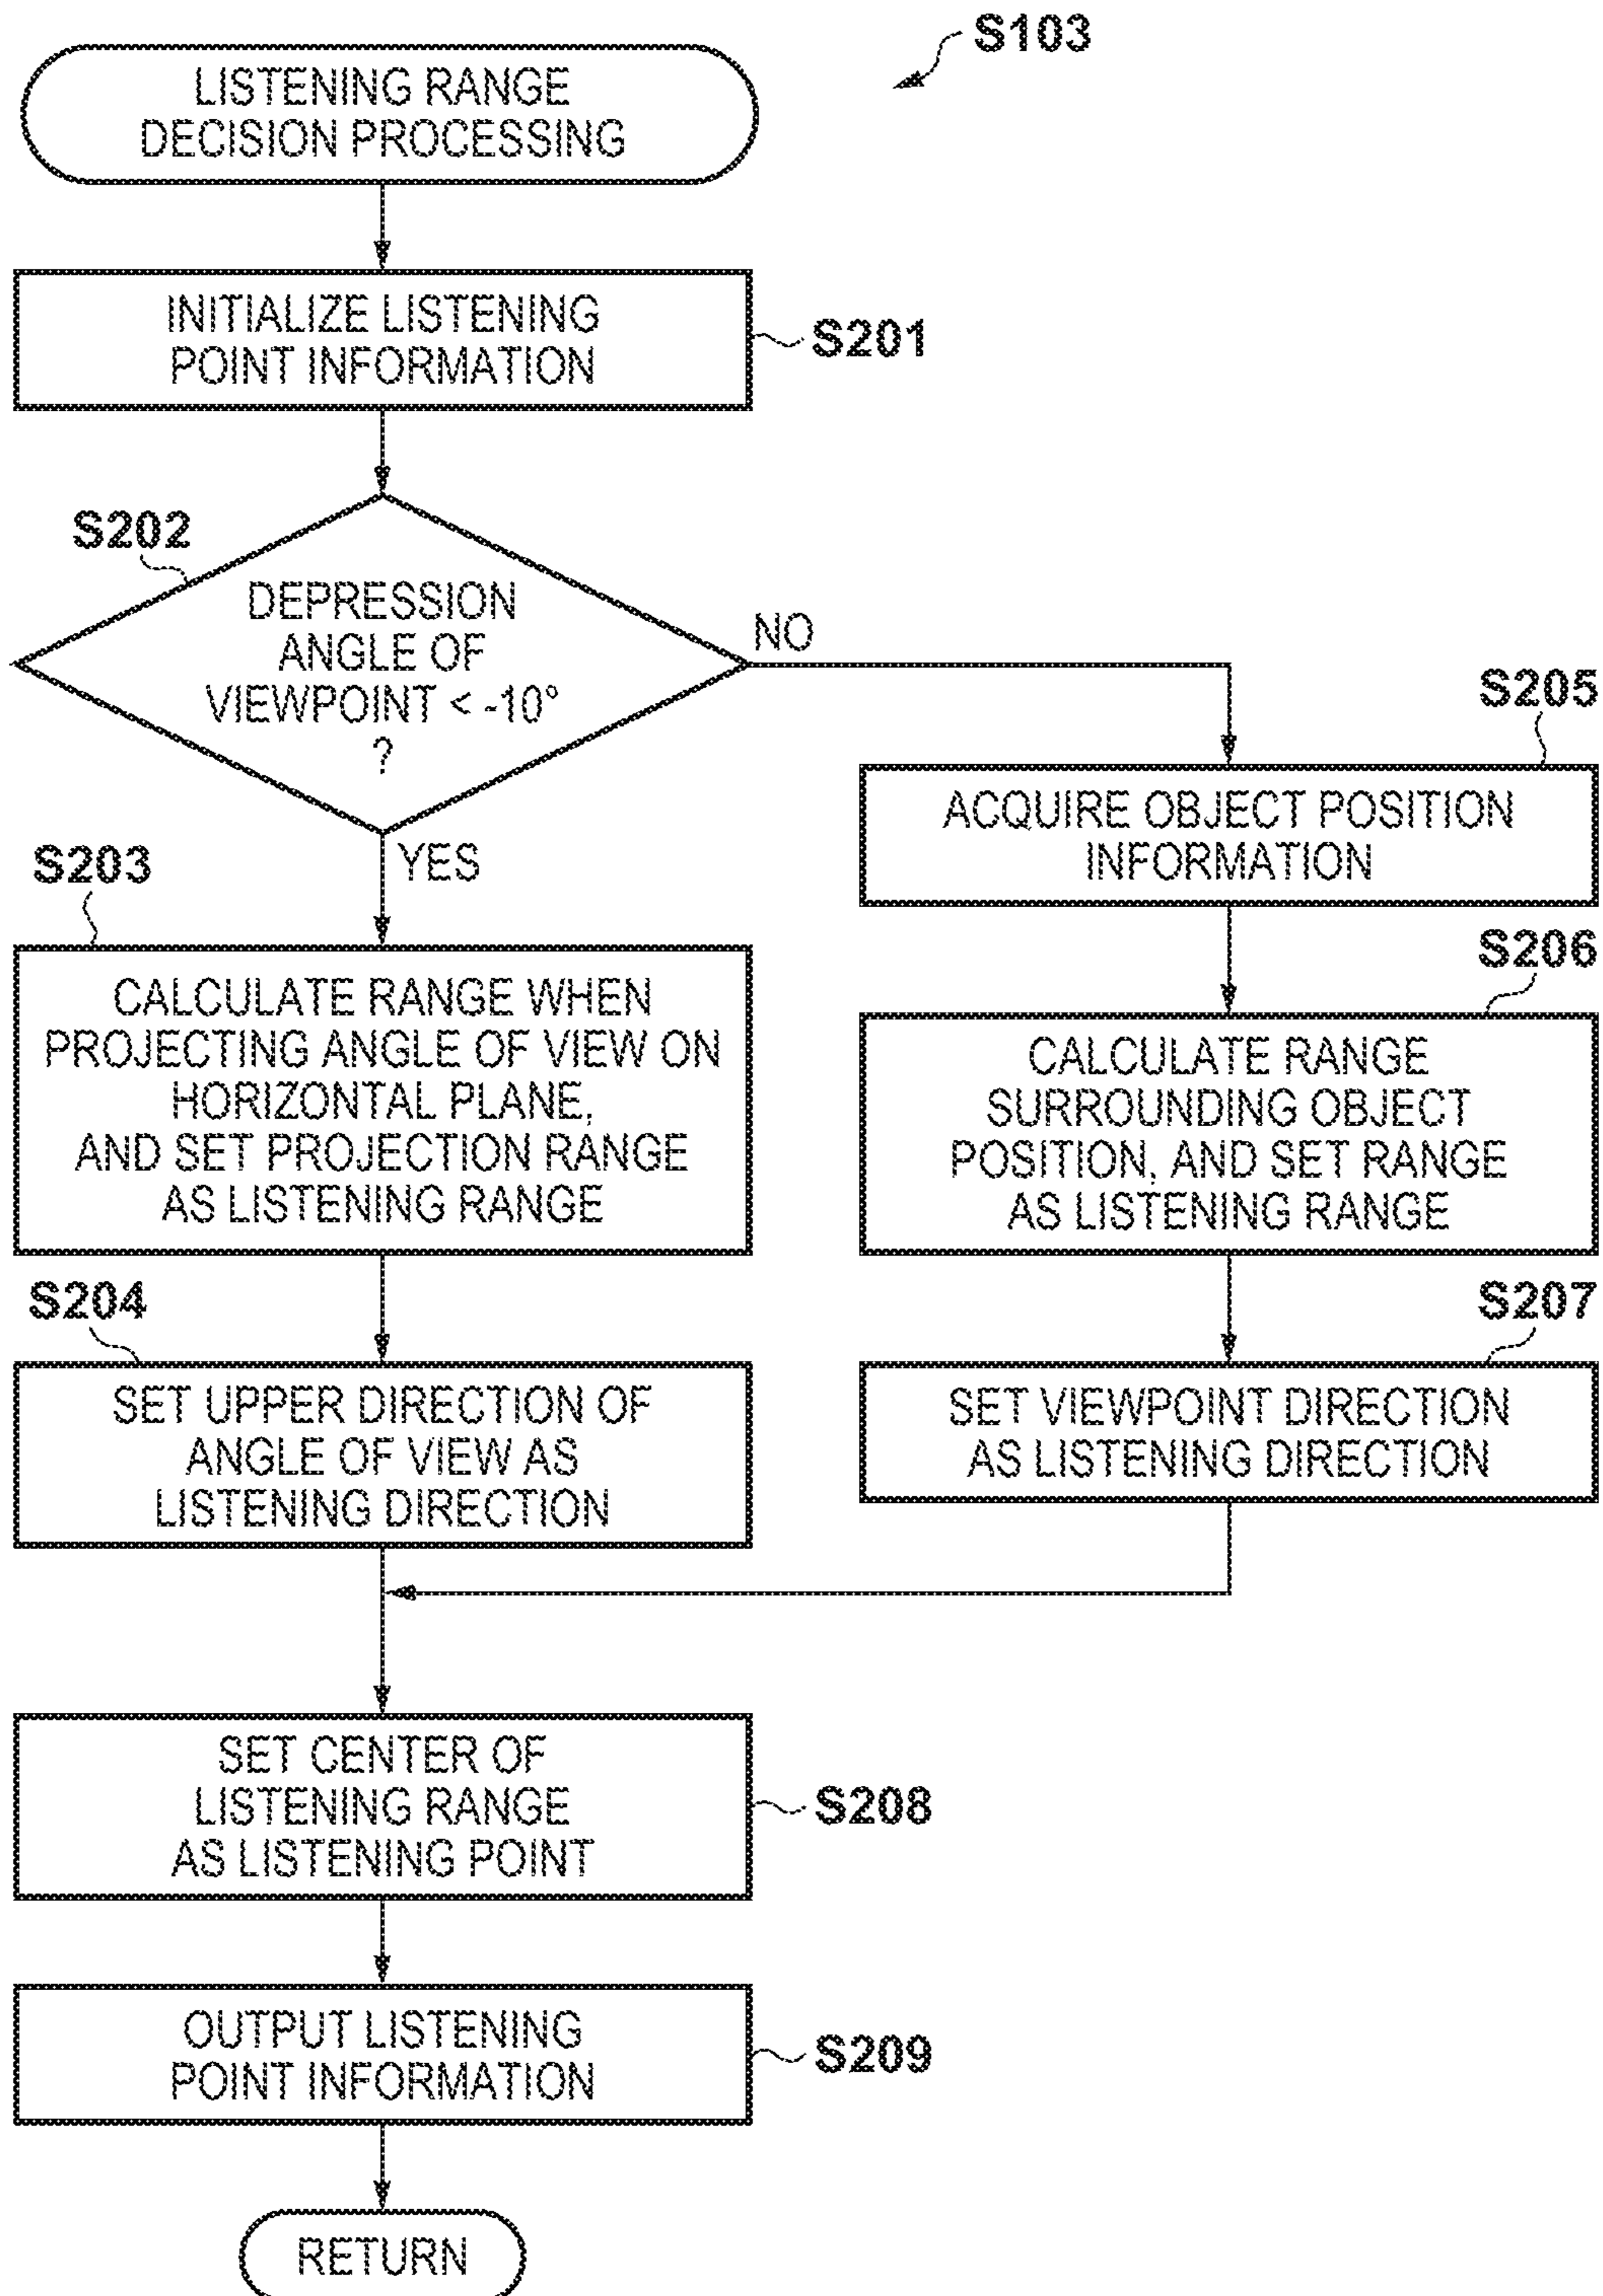 S103
LISTENING RANGE
DECISION PROCESSING
INITIALIZE LISTENING
POINT INFORMATION
S201
S202
DEPRESSION
ANGLE OF
VIEWPOINT < -10°
?
NO
YES
S203
CALCULATE RANGE WHEN
PROJECTING ANGLE OF VIEW ON
HORIZONTAL PLANE,
AND SET PROJECTION RANGE
AS LISTENING RANGE
S204
SET UPPER DIRECTION OF
ANGLE OF VIEW AS
LISTENING DIRECTION
S205
ACQUIRE OBJECT POSITION
INFORMATION
S206
CALCULATE RANGE
SURROUNDING OBJECT
POSITION, AND SET RANGE
AS LISTENING RANGE
S207
SET VIEWPOINT DIRECTION
AS LISTENING DIRECTION
SET CENTER OF
LISTENING RANGE
AS LISTENING POINT
S208
OUTPUT LISTENING
POINT INFORMATION
S209
RETURN